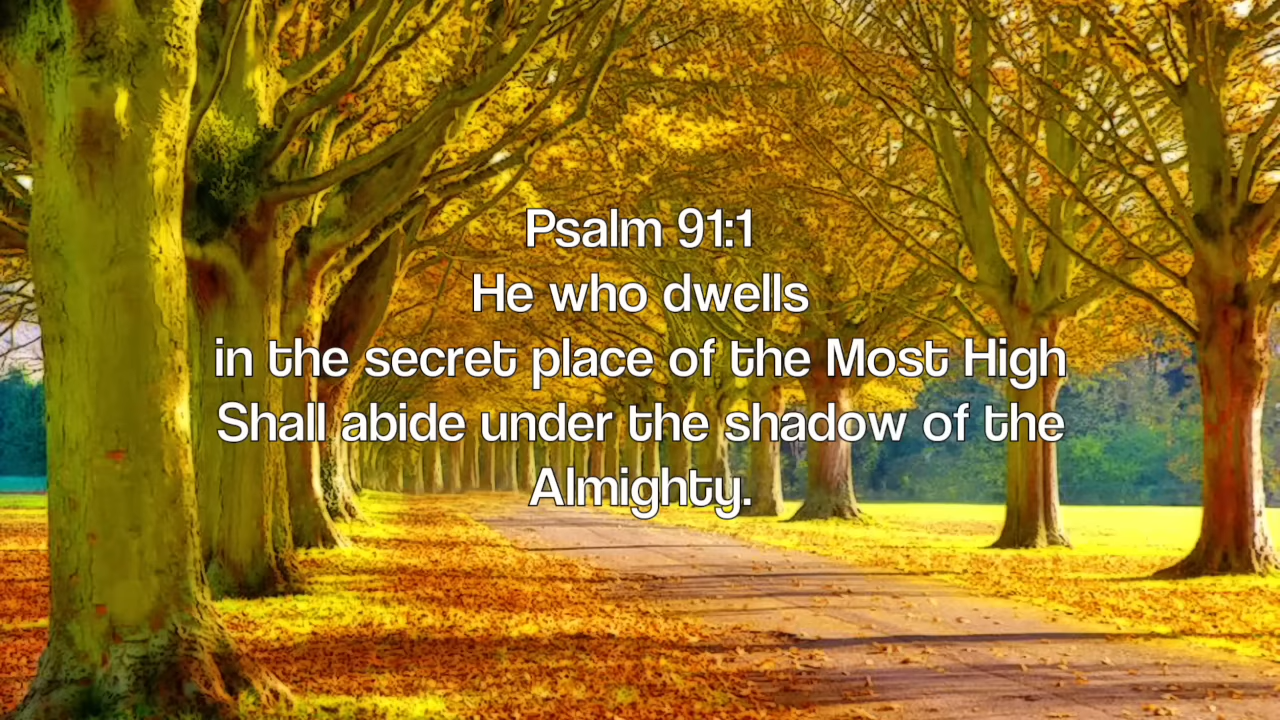 Psalm 91:1
He who dwells
in the secret place of the Most High
Shall abide under the shadow of the
Almighty.